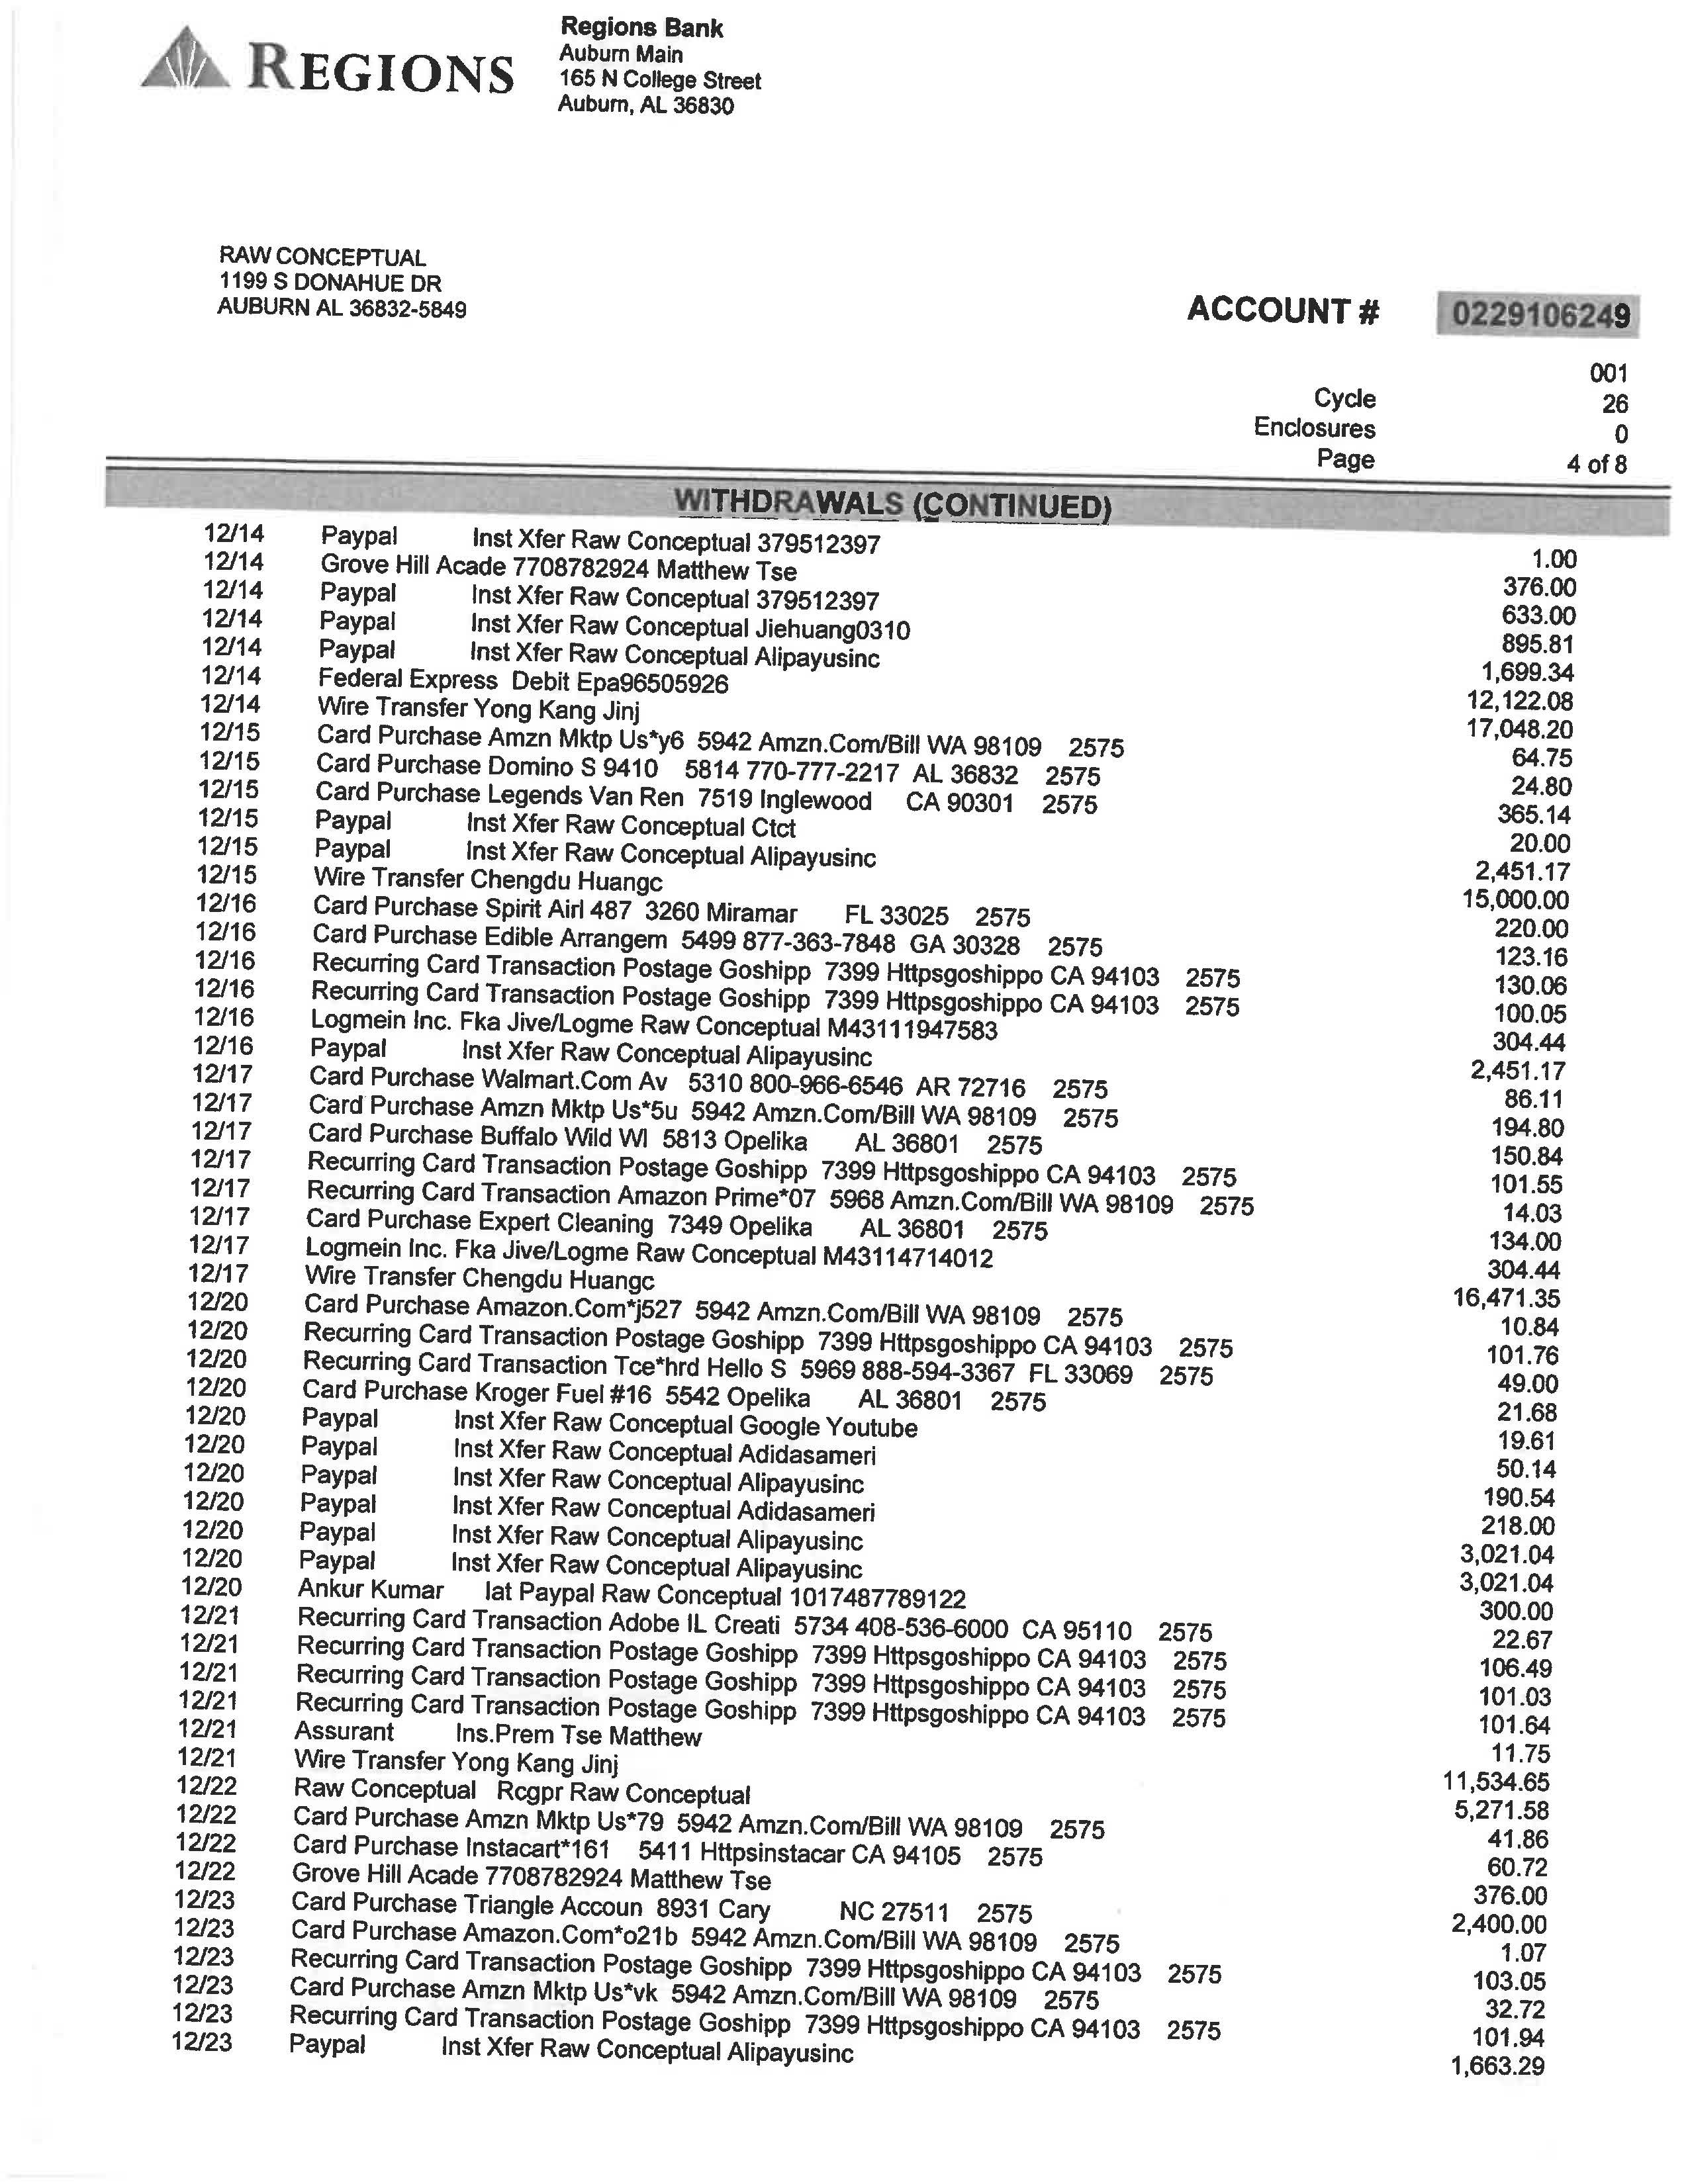 REGIONS
Regions Bank
Auburn Main
165 N College Street
Auburn, AL 36830
RAW CONCEPTUAL
1199 S DONAHUE DR
AUBURN AL 36832-5849
ACCOUNT # 0229106249
001
Cycle 26
Enclosures 0
Page 4 of 8
WITHDRAWALS (CONTINUED)
12/14 Paypal Inst Xfer Raw Conceptual 379512397 1.00
12/14 Grove Hill Acade 7708782924 Matthew Tse 376.00
12/14 Paypal Inst Xfer Raw Conceptual 379512397 633.00
12/14 Paypal Inst Xfer Raw Conceptual Jiehuang0310 895.81
12/14 Paypal Inst Xfer Raw Conceptual Alipayusinc 1,699.34
12/14 Federal Express Debit Epa96505926 12,122.08
12/14 Wire Transfer Yong Kang Jinj 17,048.20
12/15 Card Purchase Amzn Mktp Us*y6 5942 Amzn.Com/Bill WA 98109 2575 64.75
12/15 Card Purchase Domino S 9410 5814 770-777-2217 AL 36832 2575 24.80
12/15 Card Purchase Legends Van Ren 7519 Inglewood CA 90301 2575 365.14
12/15 Paypal Inst Xfer Raw Conceptual Ctct 20.00
12/15 Paypal Inst Xfer Raw Conceptual Alipayusinc 2,451.17
12/15 Wire Transfer Chengdu Huangc 15,000.00
12/16 Card Purchase Spirit Airl 487 3260 Miramar FL 33025 2575 220.00
12/16 Card Purchase Edible Arrangem 5499 877-363-7848 GA 30328 2575 123.16
12/16 Recurring Card Transaction Postage Goshipp 7399 Httpsgoshippo CA 94103 2575 130.06
12/16 Recurring Card Transaction Postage Goshipp 7399 Httpsgoshippo CA 94103 2575 100.05
12/16 Logmein Inc. Fka Jive/Logme Raw Conceptual M43111947583 304.44
12/16 Paypal Inst Xfer Raw Conceptual Alipayusinc 2,451.17
12/17 Card Purchase Walmart.Com Av 5310 800-966-6546 AR 72716 2575 86.11
12/17 Card Purchase Amzn Mktp Us*5u 5942 Amzn.Com/Bill WA 98109 2575 194.80
12/17 Card Purchase Buffalo Wild WI 5813 Opelika AL 36801 2575 150.84
12/17 Recurring Card Transaction Postage Goshipp 7399 Httpsgoshippo CA 94103 2575 101.55
12/17 Recurring Card Transaction Amazon Prime*07 5968 Amzn.Com/Bill WA 98109 2575 14.03
12/17 Card Purchase Expert Cleaning 7349 Opelika AL 36801 2575 134.00
12/17 Logmein Inc. Fka Jive/Logme Raw Conceptual M43114714012 304.44
12/17 Wire Transfer Chengdu Huangc 16,471.35
12/20 Card Purchase Amazon.Com*j527 5942 Amzn.Com/Bill WA 98109 2575 10.84
12/20 Recurring Card Transaction Postage Goshipp 7399 Httpsgoshippo CA 94103 2575 101.76
12/20 Recurring Card Transaction Tce*hrd Hello S 5969 888-594-3367 FL 33069 2575 49.00
12/20 Card Purchase Kroger Fuel #16 5542 Opelika AL 36801 2575 21.68
12/20 Paypal Inst Xfer Raw Conceptual Google Youtube 19.61
12/20 Paypal Inst Xfer Raw Conceptual Adidasameri 50.14
12/20 Paypal Inst Xfer Raw Conceptual Alipayusinc 190.54
12/20 Paypal Inst Xfer Raw Conceptual Adidasameri 218.00
12/20 Paypal Inst Xfer Raw Conceptual Alipayusinc 3,021.04
12/20 Paypal Inst Xfer Raw Conceptual Alipayusinc 3,021.04
12/20 Ankur Kumar Iat Paypal Raw Conceptual 1017487789122 300.00
12/21 Recurring Card Transaction Adobe IL Creati 5734 408-536-6000 CA 95110 2575 22.67
12/21 Recurring Card Transaction Postage Goshipp 7399 Httpsgoshippo CA 94103 2575 106.49
12/21 Recurring Card Transaction Postage Goshipp 7399 Httpsgoshippo CA 94103 2575 101.03
12/21 Recurring Card Transaction Postage Goshipp 7399 Httpsgoshippo CA 94103 2575 101.64
12/21 Assurant Ins.Prem Tse Matthew 11.75
12/21 Wire Transfer Yong Kang Jinj 11,534.65
12/22 Raw Conceptual Rcgpr Raw Conceptual 5,271.58
12/22 Card Purchase Amzn Mktp Us*79 5942 Amzn.Com/Bill WA 98109 2575 41.86
12/22 Card Purchase Instacart*161 5411 Httpsinstacar CA 94105 2575 60.72
12/22 Grove Hill Acade 7708782924 Matthew Tse 376.00
12/23 Card Purchase Triangle Accoun 8931 Cary NC 27511 2575 2,400.00
12/23 Card Purchase Amazon.Com*o21b 5942 Amzn.Com/Bill WA 98109 2575 1.07
12/23 Recurring Card Transaction Postage Goshipp 7399 Httpsgoshippo CA 94103 2575 103.05
12/23 Card Purchase Amzn Mktp Us*vk 5942 Amzn.Com/Bill WA 98109 2575 32.72
12/23 Recurring Card Transaction Postage Goshipp 7399 Httpsgoshippo CA 94103 2575 101.94
12/23 Paypal Inst Xfer Raw Conceptual Alipayusinc 1,663.29